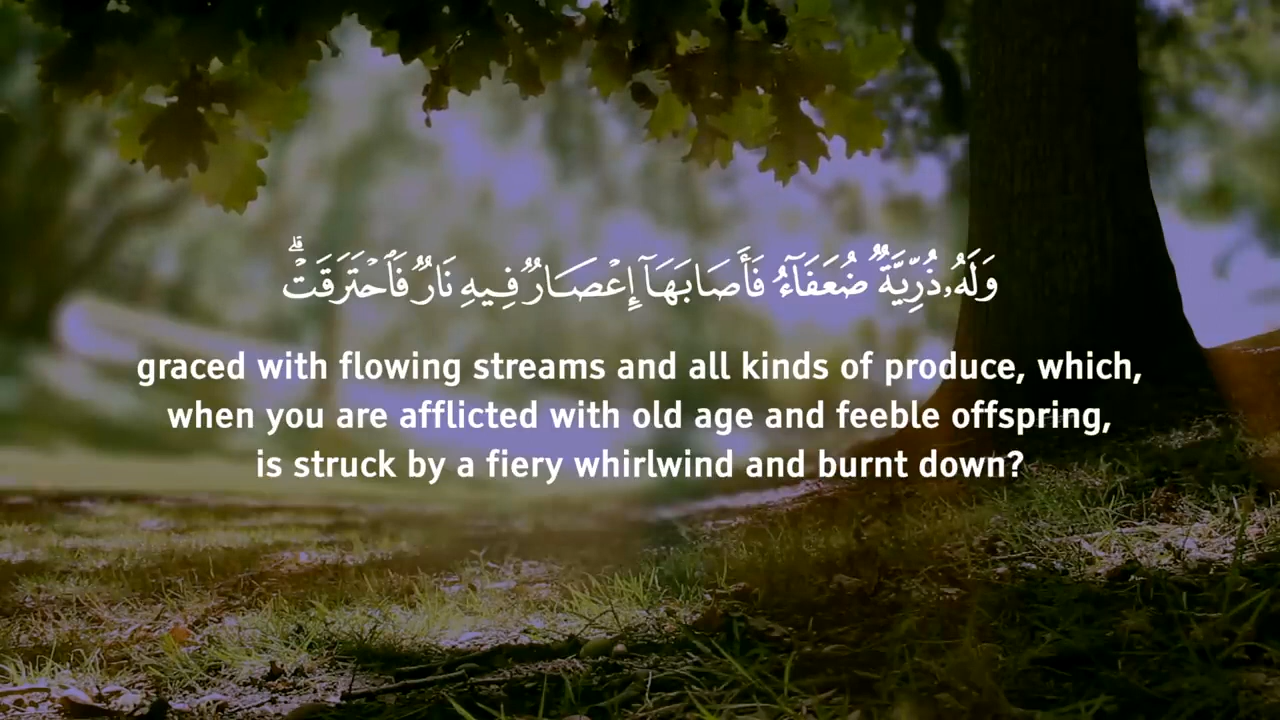 وَلَهُۥ ذُرِّيَّةٌ ضُعَفَآءُ فَأَصَابَهَآ إِعْصَارٌ فِيهِ نَارٌ فَٱحْتَرَقَتْ ۗ
graced with flowing streams and all kinds of produce, which,
when you are afflicted with old age and feeble offspring,
is struck by a fiery whirlwind and burnt down?